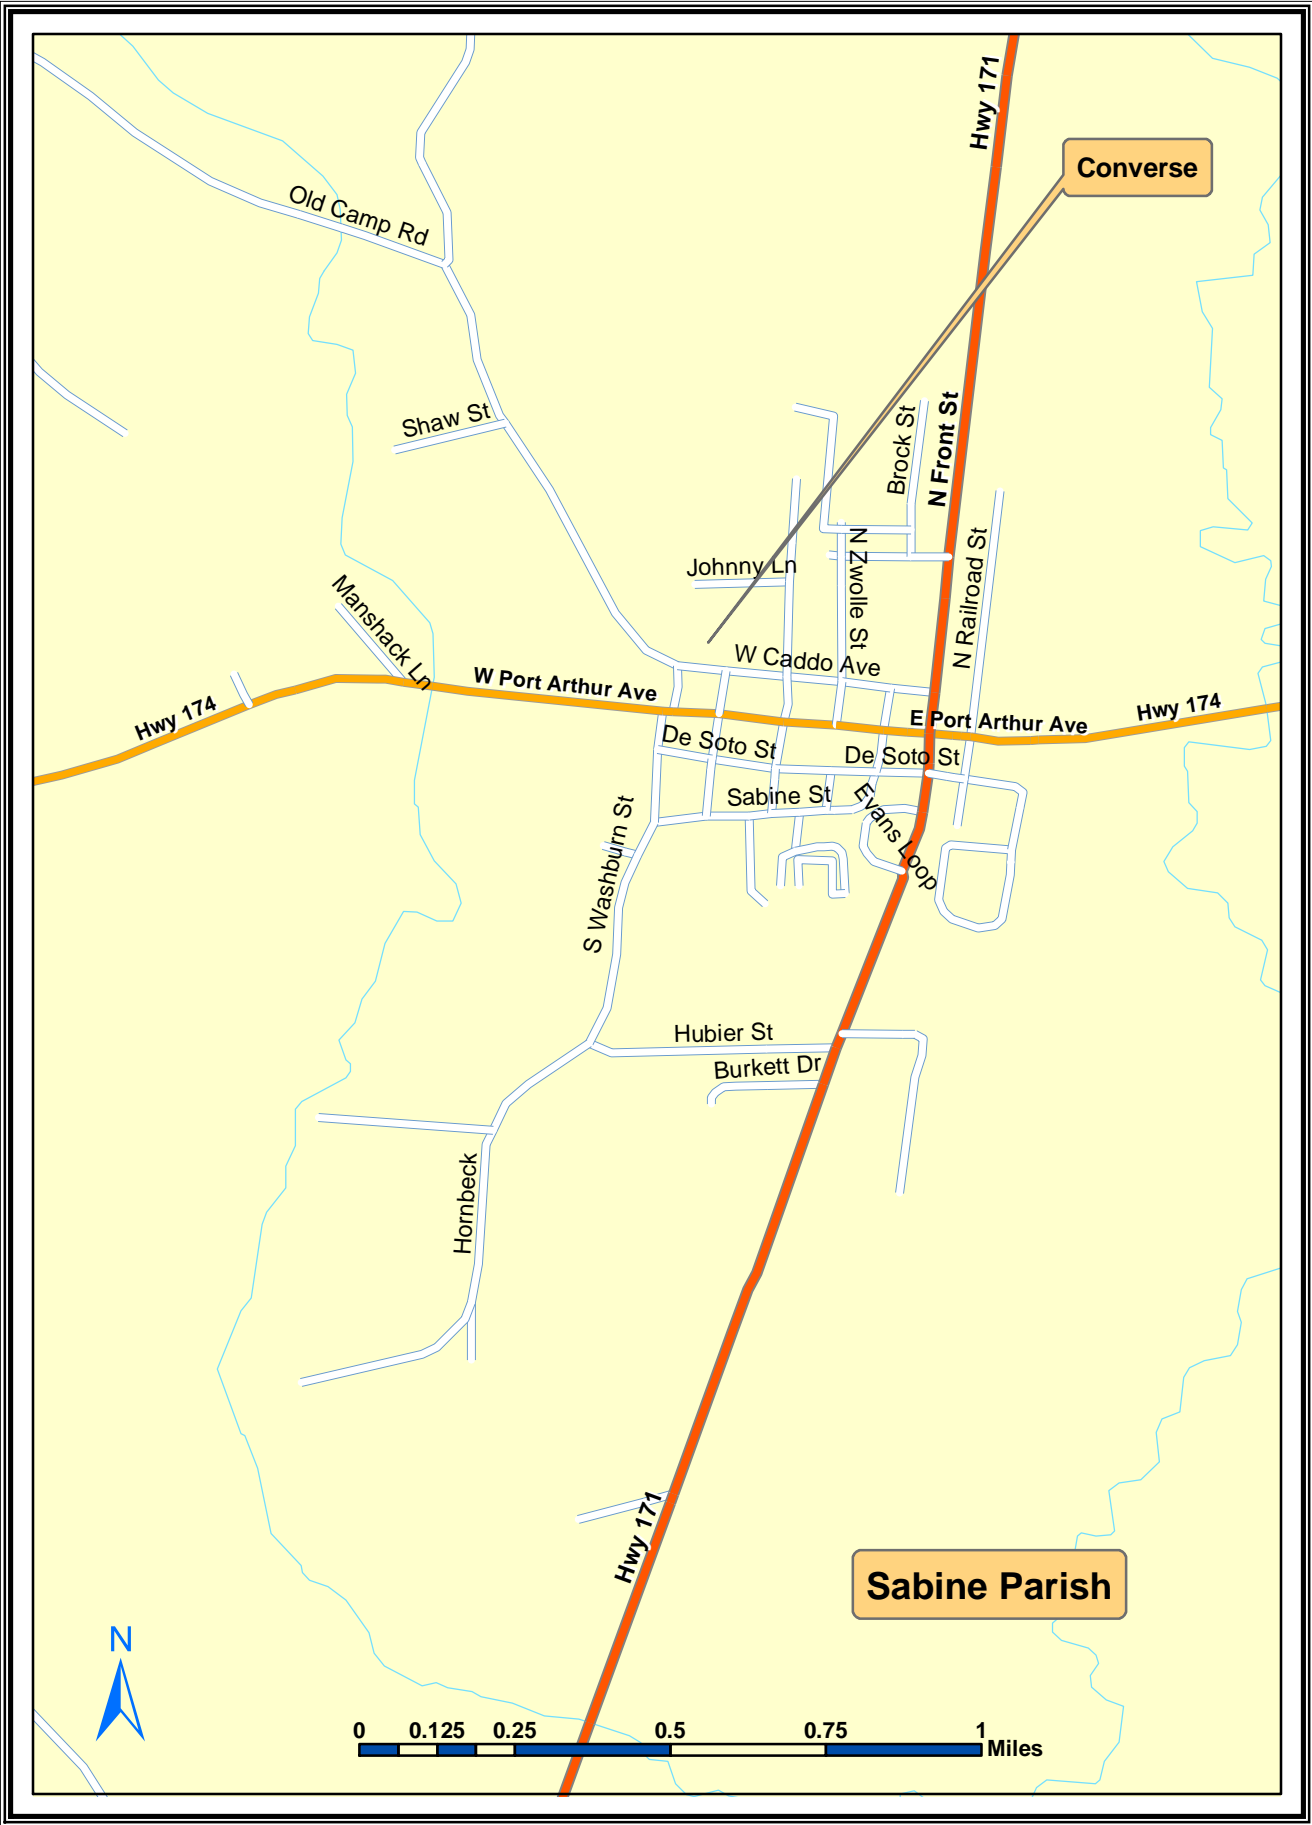 Hwy 171
Converse
Old Camp Rd
Shaw St
Brock St
N Front St
N Zwolle St
N Railroad St
Johnny Ln
Manshack Ln
W Caddo Ave
W Port Arthur Ave
Hwy 174
E Port Arthur Ave
Hwy 174
De Soto St
De Soto St
Sabine St
Evans Loop
S Washburn St
Hubier St
Burkett Dr
Hornbeck
Hwy 171
Sabine Parish
N
0 0.125 0.25 0.5 0.75 1
Miles